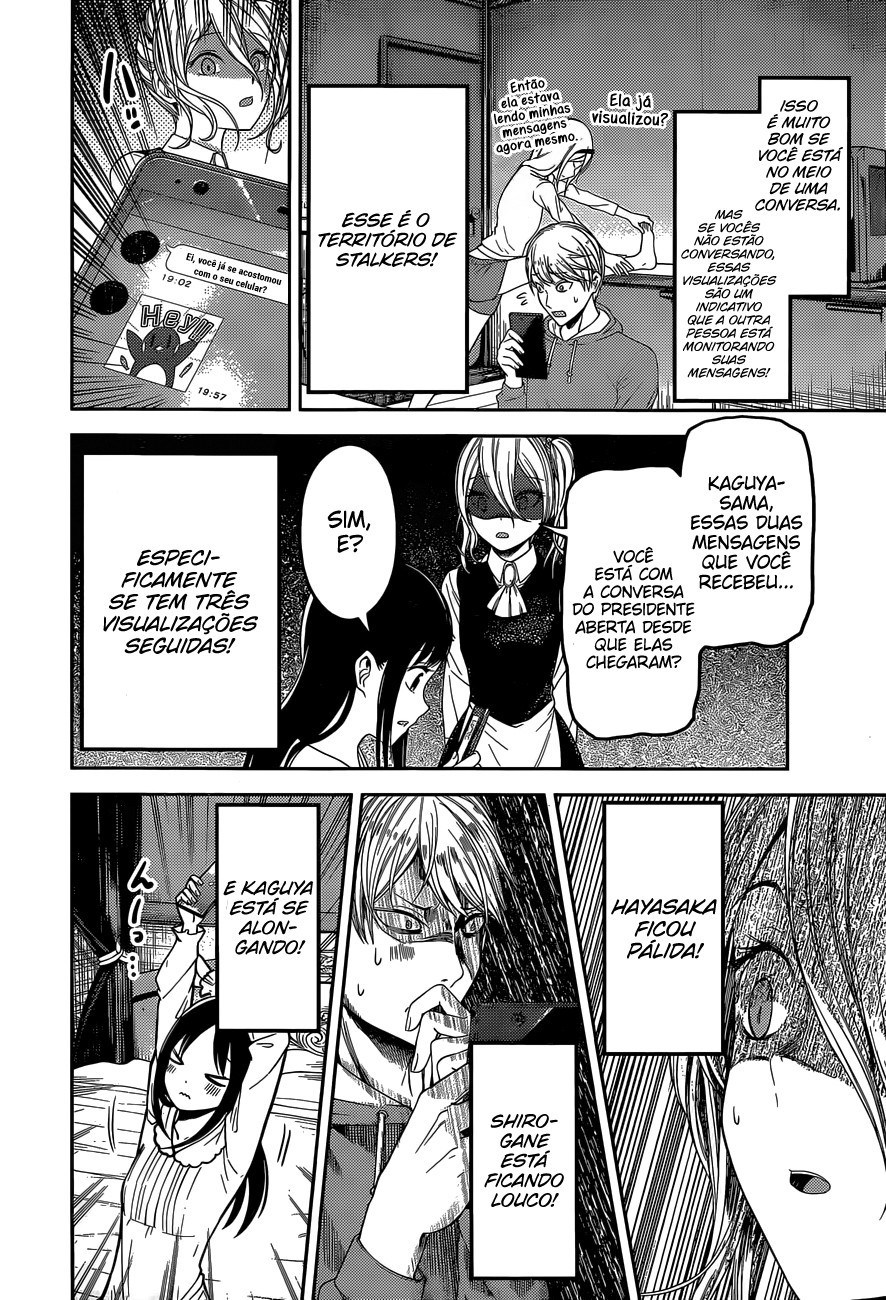 ISSO
É MUITO
BOM SE
VOCÊ ESTÁ
NO MEIO
DE UMA
CONVERSA.
MAS
SE VOCÊS
NÃO ESTÃO
CONVERSANDO,
ESSAS
VISUALIZAÇÕES
SÃO UM
INDICATIVO
QUE A OUTRA
PESSOA ESTÁ
MONITORANDO
SUAS
MENSAGENS!
Ela já
visualizou?
Então
ela estava
lendo minhas
mensagens
agora mesmo.
ESSE É O
TERRITÓRIO DE
STALKERS!
Ei, você já se acostomou
com o seu celular?
19:02
Hey!!
19:57
KAGUYA-
SAMA,
ESSAS DUAS
MENSAGENS
QUE VOCÊ
RECEBEU...
VOCÊ
ESTÁ COM
A CONVERSA
DO PRESIDENTE
ABERTA DESDE
QUE ELAS
CHEGARAM?
SIM,
E?
ESPECI-
FICAMENTE
SE TEM TRÊS
VISUALIZAÇÕES
SEGUIDAS!
HAYASAKA
FICOU
PÁLIDA!
SHIRO-
GANE
ESTÁ
FICANDO
LOUCO!
E KAGUYA
ESTÁ SE
ALON-
GANDO!
んーっ…